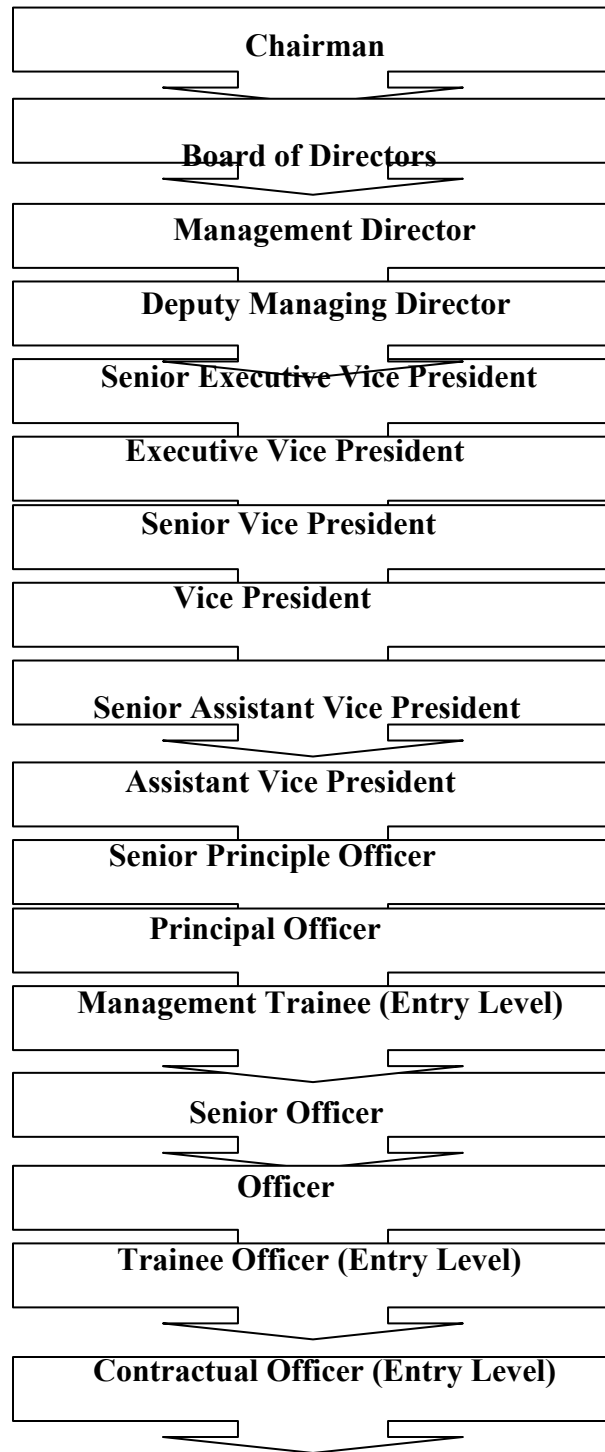 Chairman
Board of Directors
Management Director
Deputy Managing Director
Senior Executive Vice President
Executive Vice President
Senior Vice President
Vice President
Senior Assistant Vice President
Assistant Vice President
Senior Principle Officer
Principal Officer
Management Trainee (Entry Level)
Senior Officer
Officer
Trainee Officer (Entry Level)
Contractual Officer (Entry Level)